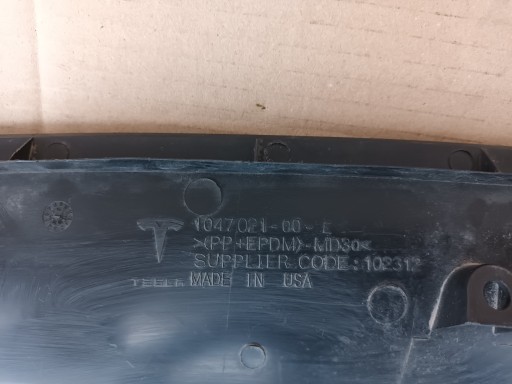 1047021-00-E
>(PP+EPDM)-MD30<
SUPPLIER CODE:102312
TESLA MADE IN USA